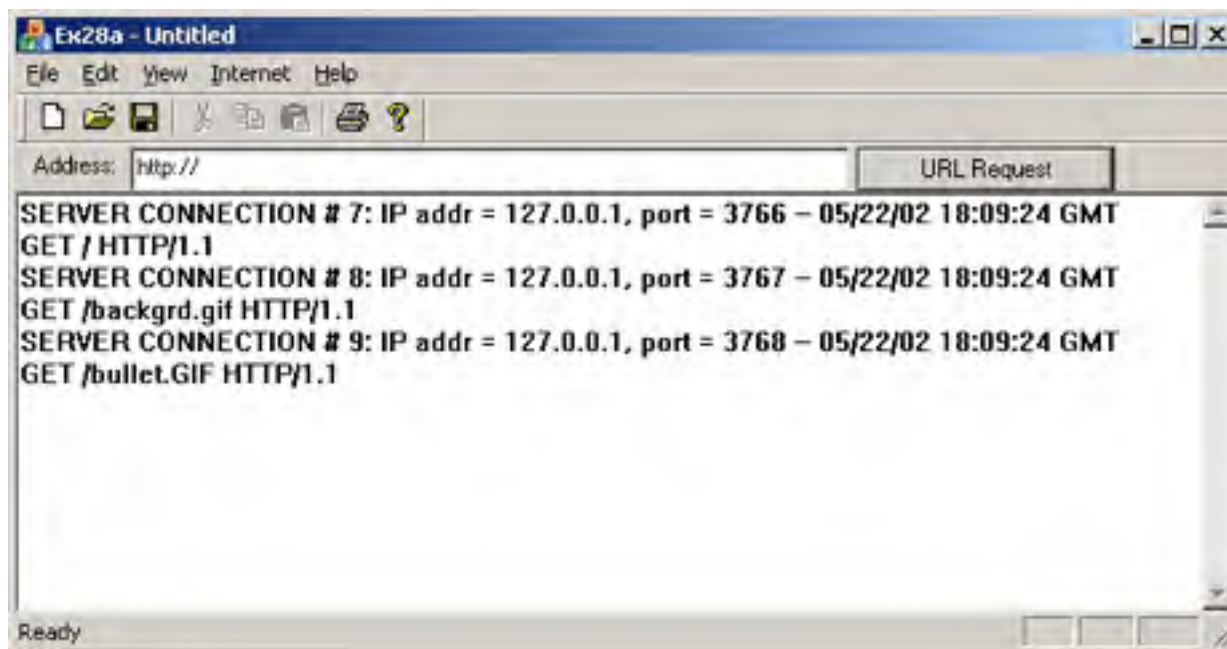 Ex28a - Untitled
File Edit View Internet Help
Address: http:// URL Request
SERVER CONNECTION # 7: IP addr = 127.0.0.1, port = 3766 – 05/22/02 18:09:24 GMT
GET / HTTP/1.1
SERVER CONNECTION # 8: IP addr = 127.0.0.1, port = 3767 – 05/22/02 18:09:24 GMT
GET /backgrd.gif HTTP/1.1
SERVER CONNECTION # 9: IP addr = 127.0.0.1, port = 3768 – 05/22/02 18:09:24 GMT
GET /bullet.GIF HTTP/1.1
Ready